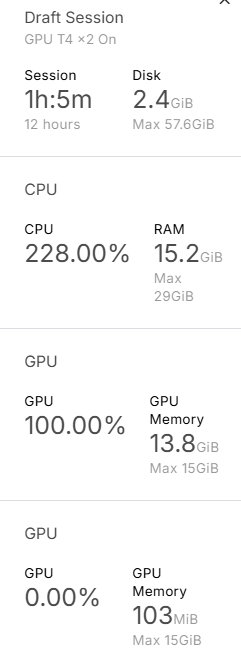 Draft Session
GPU T4 ×2 On
Session
1h:5m
12 hours
Disk
2.4GiB
Max 57.6GiB
CPU
CPU
228.00%
RAM
15.2GiB
Max
29GiB
GPU
GPU
100.00%
GPU
Memory
13.8GiB
Max 15GiB
GPU
GPU
0.00%
GPU
Memory
103MiB
Max 15GiB